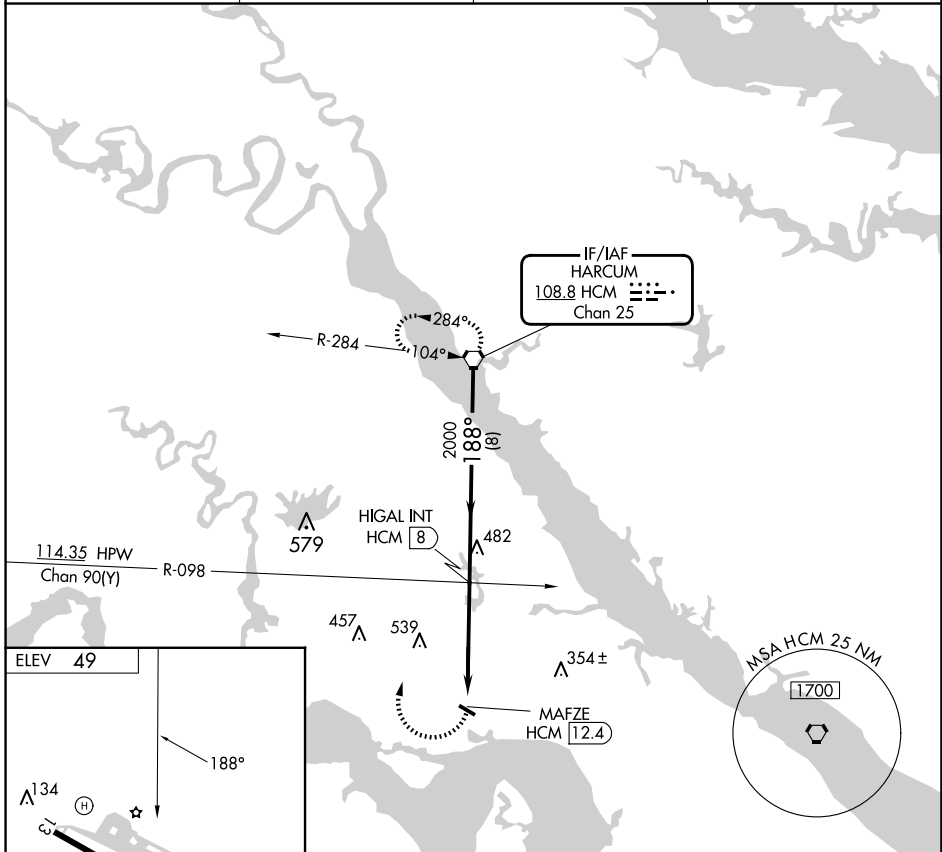 IF/IAF
HARCUM
108.8 HCM
Chan 25
R-284
284°
104°
2000
188°
(8)
HIGAL INT
HCM 8
482
579
114.35 HPW
Chan 90(Y)
R-098
457
539
354 ±
MAFZE
HCM 12.4
MSA HCM 25 NM
1700
ELEV 49
188°
134
H
13